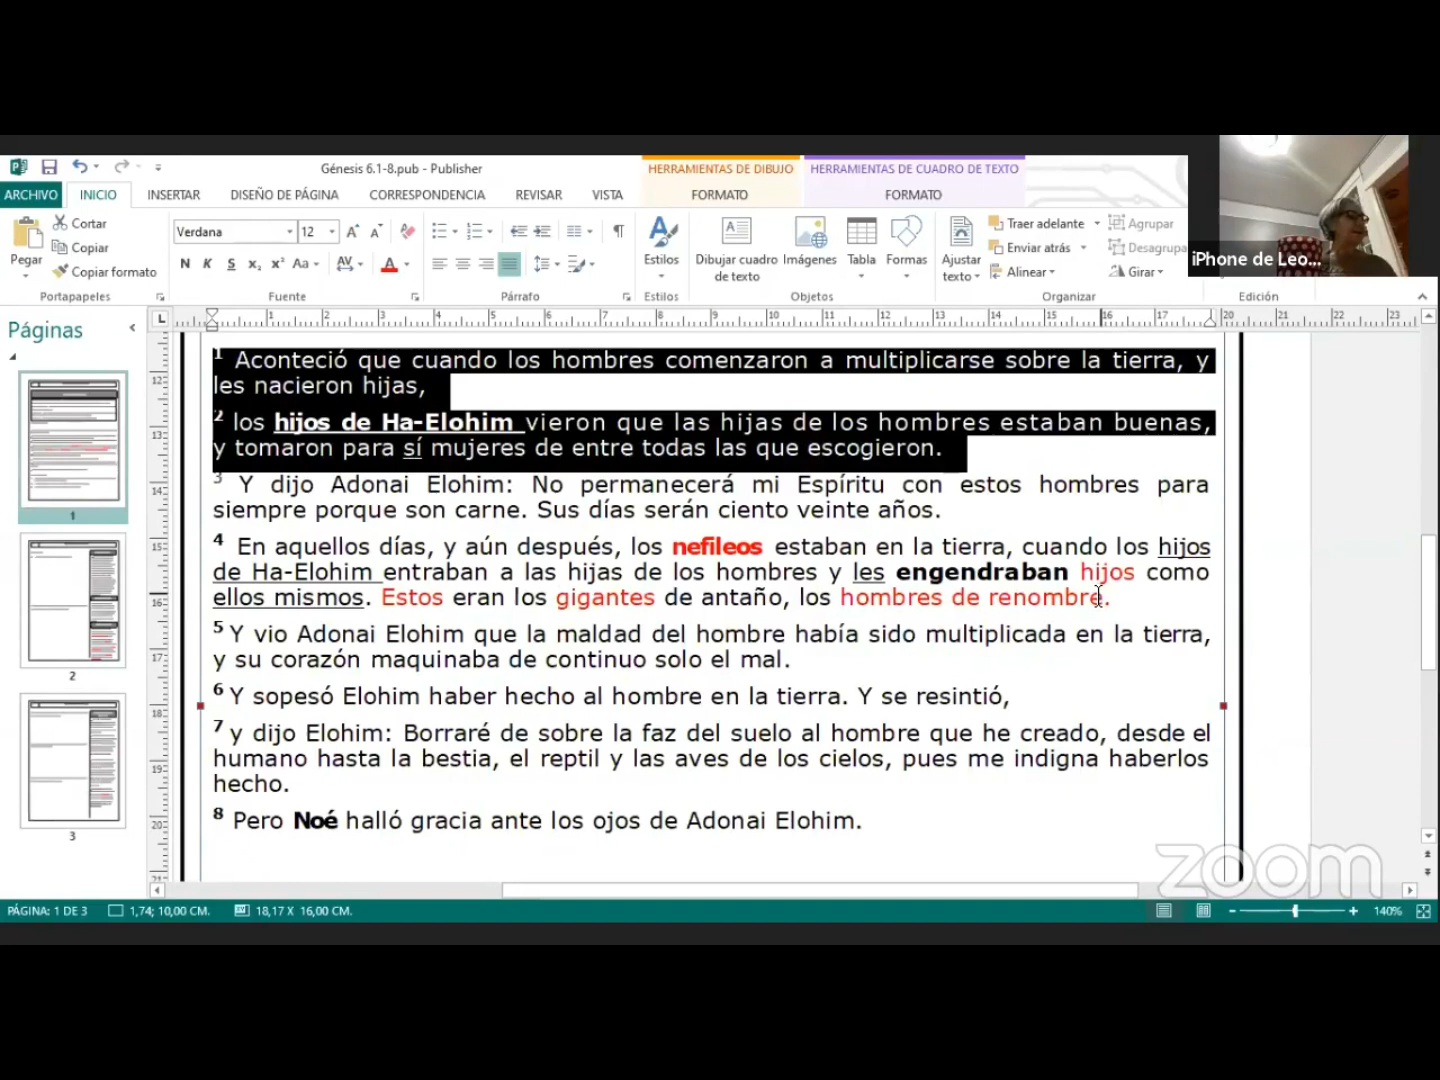 Génesis 6.1-8.pub - Publisher
HERRAMIENTAS DE DIBUJO
HERRAMIENTAS DE CUADRO DE TEXTO
ARCHIVO INICIO INSERTAR DISEÑO DE PÁGINA CORRESPONDENCIA REVISAR VISTA FORMATO FORMATO
Pegar
Cortar
Copiar
Copiar formato
Portapapeles
Verdana 12
N K S x₂ x² Aa AV A
Fuente
Párrafo
Estilos
Estilos
Dibujar cuadro de texto
Imágenes
Tabla
Formas
Objetos
Ajustar texto
Traer adelante
Enviar atrás
Alinear
Agrupar
Desagrupa
Girar
Organizar
Edición
iPhone de Leo...
Páginas
1
2
3
1 Aconteció que cuando los hombres comenzaron a multiplicarse sobre la tierra, y
les nacieron hijas,
2 los hijos de Ha-Elohim vieron que las hijas de los hombres estaban buenas,
y tomaron para sí mujeres de entre todas las que escogieron.
3 Y dijo Adonai Elohim: No permanecerá mi Espíritu con estos hombres para
siempre porque son carne. Sus días serán ciento veinte años.
4 En aquellos días, y aún después, los nefileos estaban en la tierra, cuando los hijos
de Ha-Elohim entraban a las hijas de los hombres y les engendraban hijos como
ellos mismos. Estos eran los gigantes de antaño, los hombres de renombre.
5 Y vio Adonai Elohim que la maldad del hombre había sido multiplicada en la tierra,
y su corazón maquinaba de continuo solo el mal.
6 Y sopesó Elohim haber hecho al hombre en la tierra. Y se resintió,
7 y dijo Elohim: Borraré de sobre la faz del suelo al hombre que he creado, desde el
humano hasta la bestia, el reptil y las aves de los cielos, pues me indigna haberlos
hecho.
8 Pero Noé halló gracia ante los ojos de Adonai Elohim.
zoom
PÁGINA: 1 DE 3 1,74; 10,00 CM. 18,17 X 16,00 CM. 140%